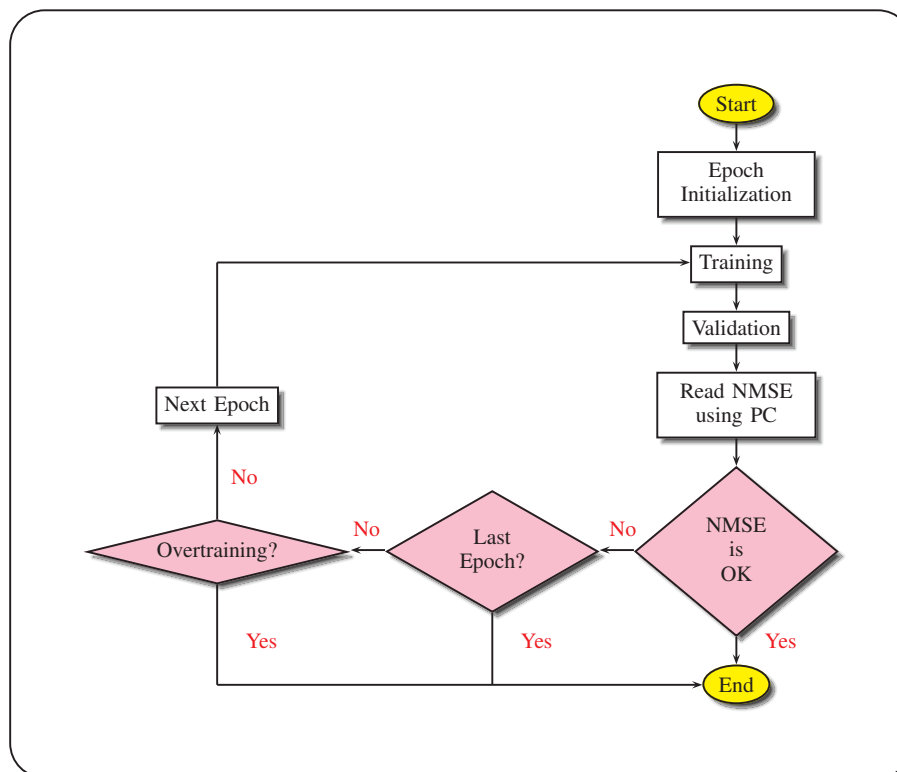 Start
Epoch
Initialization
Training
Validation
Next Epoch
Read NMSE
using PC
No
Overtraining?
No
Last
Epoch?
No
NMSE
is
OK
Yes
Yes
Yes
End